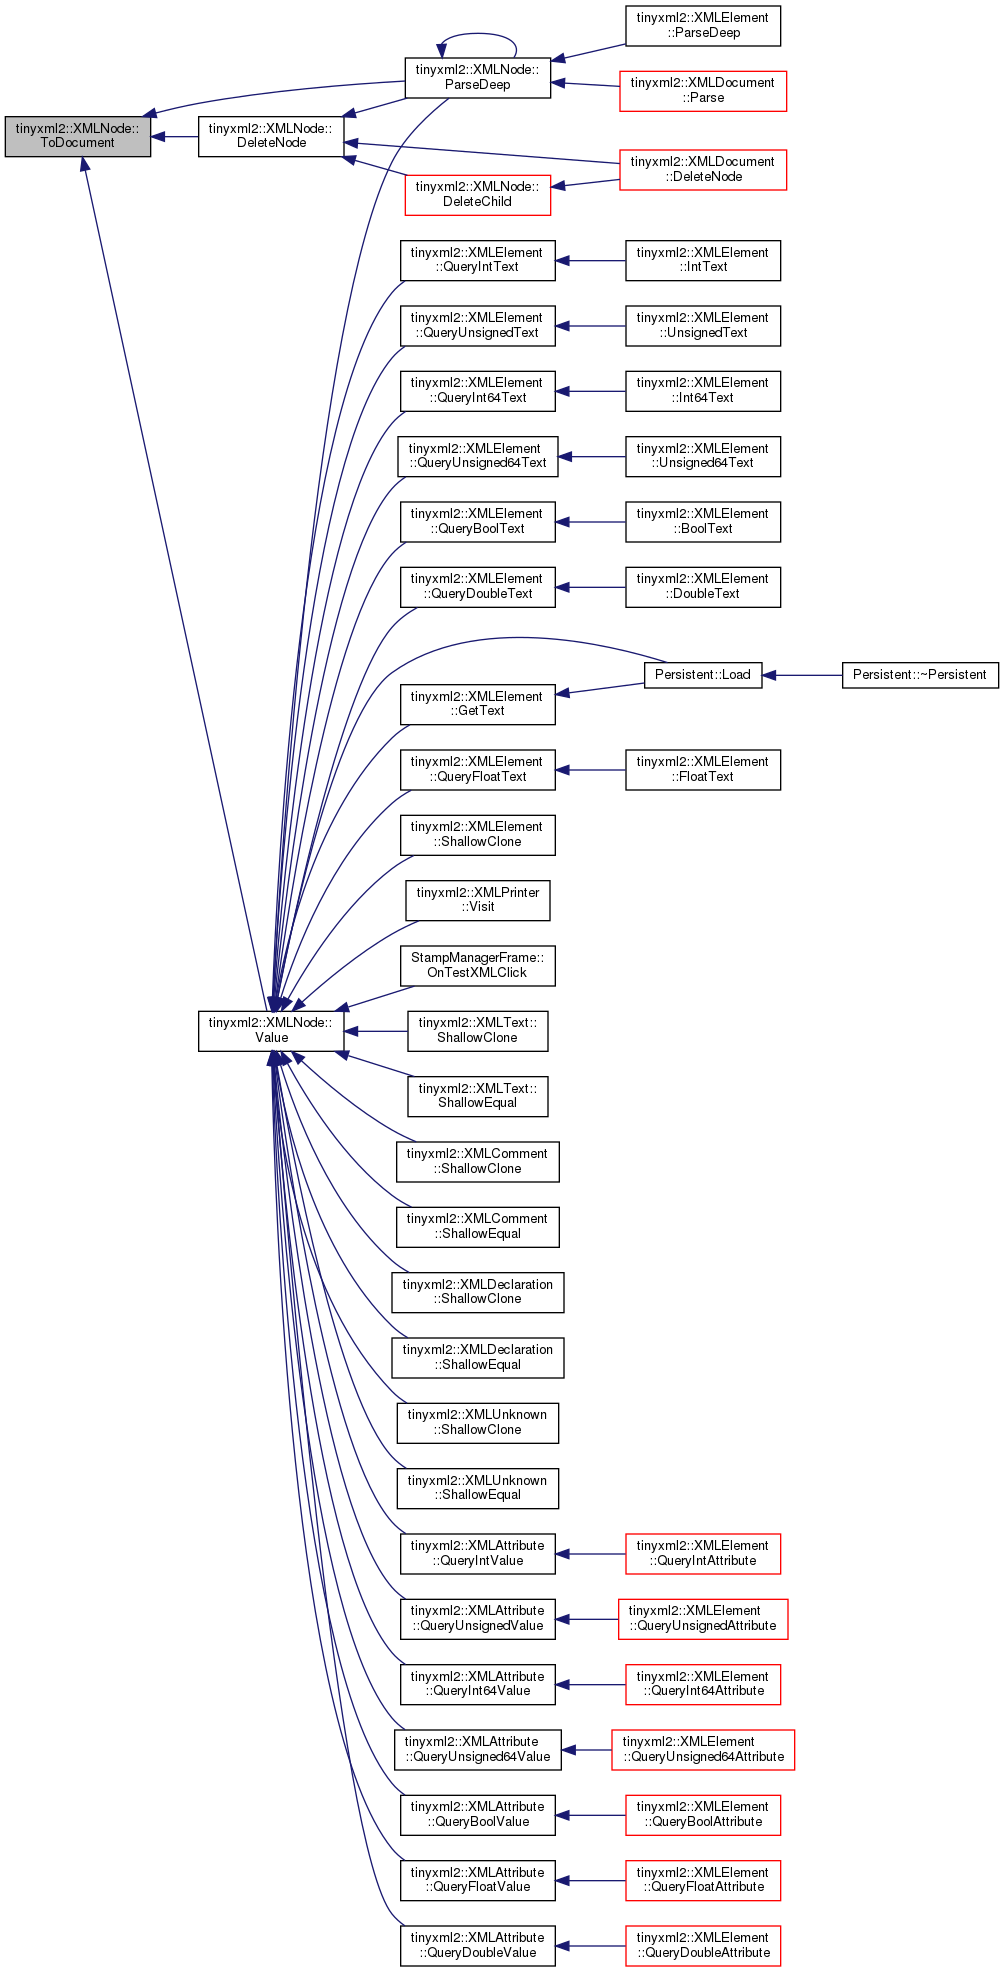 tinyxml2::XMLElement
::ParseDeep
tinyxml2::XMLNode::
ParseDeep
tinyxml2::XMLDocument
::Parse
tinyxml2::XMLNode::
ToDocument
tinyxml2::XMLNode::
DeleteNode
tinyxml2::XMLDocument
::DeleteNode
tinyxml2::XMLNode::
DeleteChild
tinyxml2::XMLElement
::QueryIntText
tinyxml2::XMLElement
::IntText
tinyxml2::XMLElement
::QueryUnsignedText
tinyxml2::XMLElement
::UnsignedText
tinyxml2::XMLElement
::QueryInt64Text
tinyxml2::XMLElement
::Int64Text
tinyxml2::XMLElement
::QueryUnsigned64Text
tinyxml2::XMLElement
::Unsigned64Text
tinyxml2::XMLElement
::QueryBoolText
tinyxml2::XMLElement
::BoolText
tinyxml2::XMLElement
::QueryDoubleText
tinyxml2::XMLElement
::DoubleText
Persistent::Load
Persistent::~Persistent
tinyxml2::XMLElement
::GetText
tinyxml2::XMLElement
::QueryFloatText
tinyxml2::XMLElement
::FloatText
tinyxml2::XMLElement
::ShallowClone
tinyxml2::XMLPrinter
::Visit
StampManagerFrame::
OnTestXMLClick
tinyxml2::XMLNode::
Value
tinyxml2::XMLText::
ShallowClone
tinyxml2::XMLText::
ShallowEqual
tinyxml2::XMLComment
::ShallowClone
tinyxml2::XMLComment
::ShallowEqual
tinyxml2::XMLDeclaration
::ShallowClone
tinyxml2::XMLDeclaration
::ShallowEqual
tinyxml2::XMLUnknown
::ShallowClone
tinyxml2::XMLUnknown
::ShallowEqual
tinyxml2::XMLAttribute
::QueryIntValue
tinyxml2::XMLElement
::QueryIntAttribute
tinyxml2::XMLAttribute
::QueryUnsignedValue
tinyxml2::XMLElement
::QueryUnsignedAttribute
tinyxml2::XMLAttribute
::QueryInt64Value
tinyxml2::XMLElement
::QueryInt64Attribute
tinyxml2::XMLAttribute
::QueryUnsigned64Value
tinyxml2::XMLElement
::QueryUnsigned64Attribute
tinyxml2::XMLAttribute
::QueryBoolValue
tinyxml2::XMLElement
::QueryBoolAttribute
tinyxml2::XMLAttribute
::QueryFloatValue
tinyxml2::XMLElement
::QueryFloatAttribute
tinyxml2::XMLAttribute
::QueryDoubleValue
tinyxml2::XMLElement
::QueryDoubleAttribute